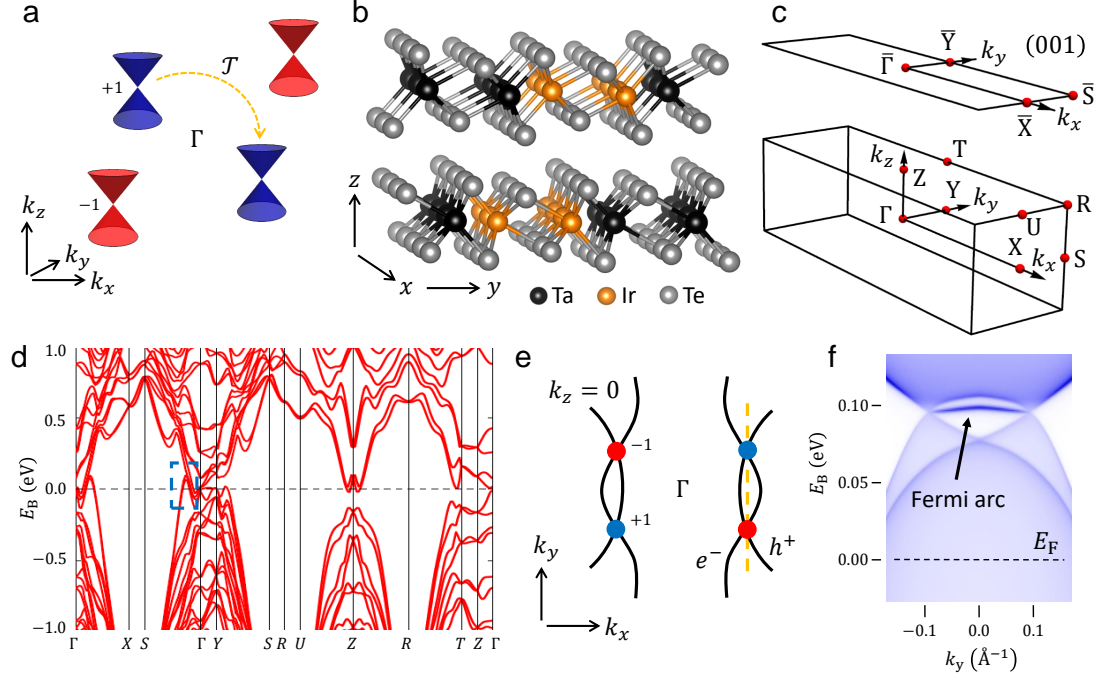 a
+1
𝒯
Γ
−1
k_z
k_y
k_x
b
z
x
y
Ta
Ir
Te
c
(001)
Γ̅
Y̅
k_y
X̅
k_x
S̅
k_z
T
Z
Y
k_y
Γ
R
U
X
k_x
S
d
E_B (eV)
1.0
0.5
0.0
−0.5
−1.0
Γ X S Γ Y S R U Z R T Z Γ
e
k_z = 0
−1
+1
Γ
e⁻
h⁺
k_y
k_x
f
E_B (eV)
0.10
0.05
0.00
Fermi arc
E_F
−0.1 0.0 0.1
k_y (Å⁻¹)